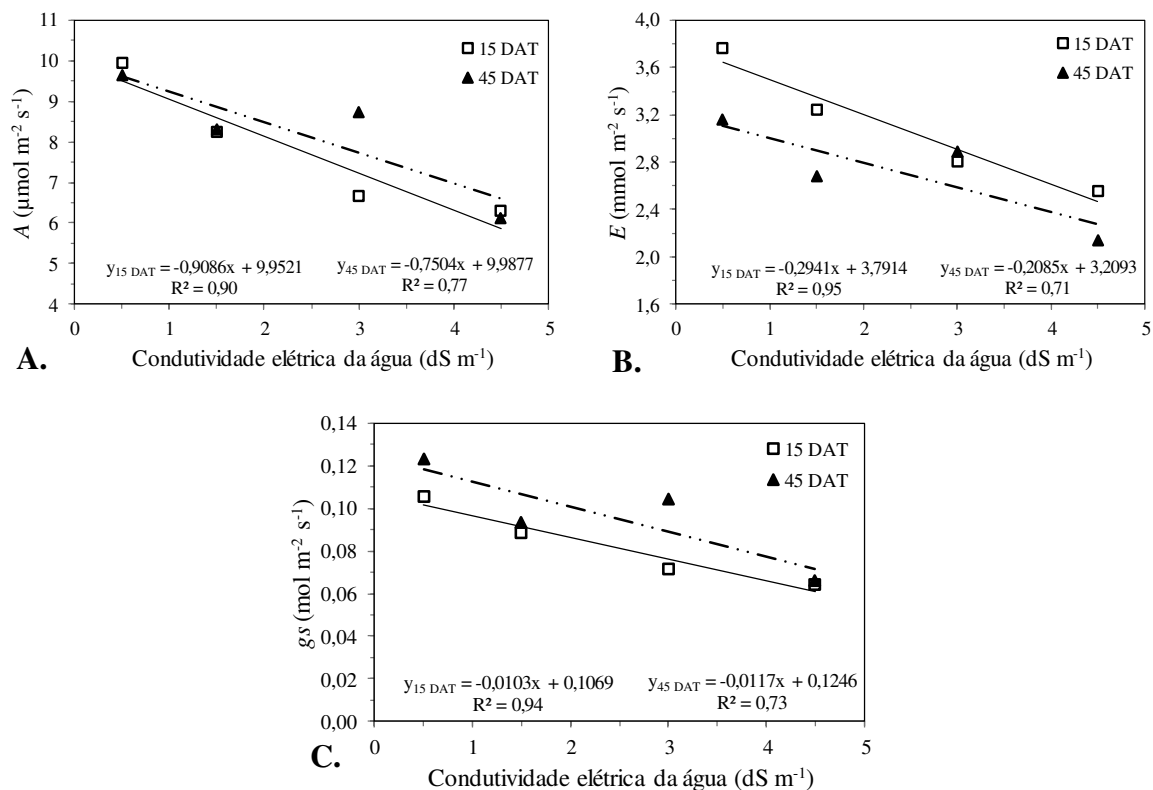 11
10
9
8
7
6
5
4
A (µmol m⁻² s⁻¹)
15 DAT
45 DAT
y₁₅ DAT = -0,9086x + 9,9521
R² = 0,90
y₄₅ DAT = -0,7504x + 9,9877
R² = 0,77
0 1 2 3 4 5
A. Condutividade elétrica da água (dS m⁻¹)
4,0
3,6
3,2
2,8
2,4
2,0
1,6
E (mmol m⁻² s⁻¹)
15 DAT
45 DAT
y₁₅ DAT = -0,2941x + 3,7914
R² = 0,95
y₄₅ DAT = -0,2085x + 3,2093
R² = 0,71
0 1 2 3 4 5
B. Condutividade elétrica da água (dS m⁻¹)
0,14
0,12
0,10
0,08
0,06
0,04
0,02
0,00
gs (mol m⁻² s⁻¹)
15 DAT
45 DAT
y₁₅ DAT = -0,0103x + 0,1069
R² = 0,94
y₄₅ DAT = -0,0117x + 0,1246
R² = 0,73
0 1 2 3 4 5
C. Condutividade elétrica da água (dS m⁻¹)